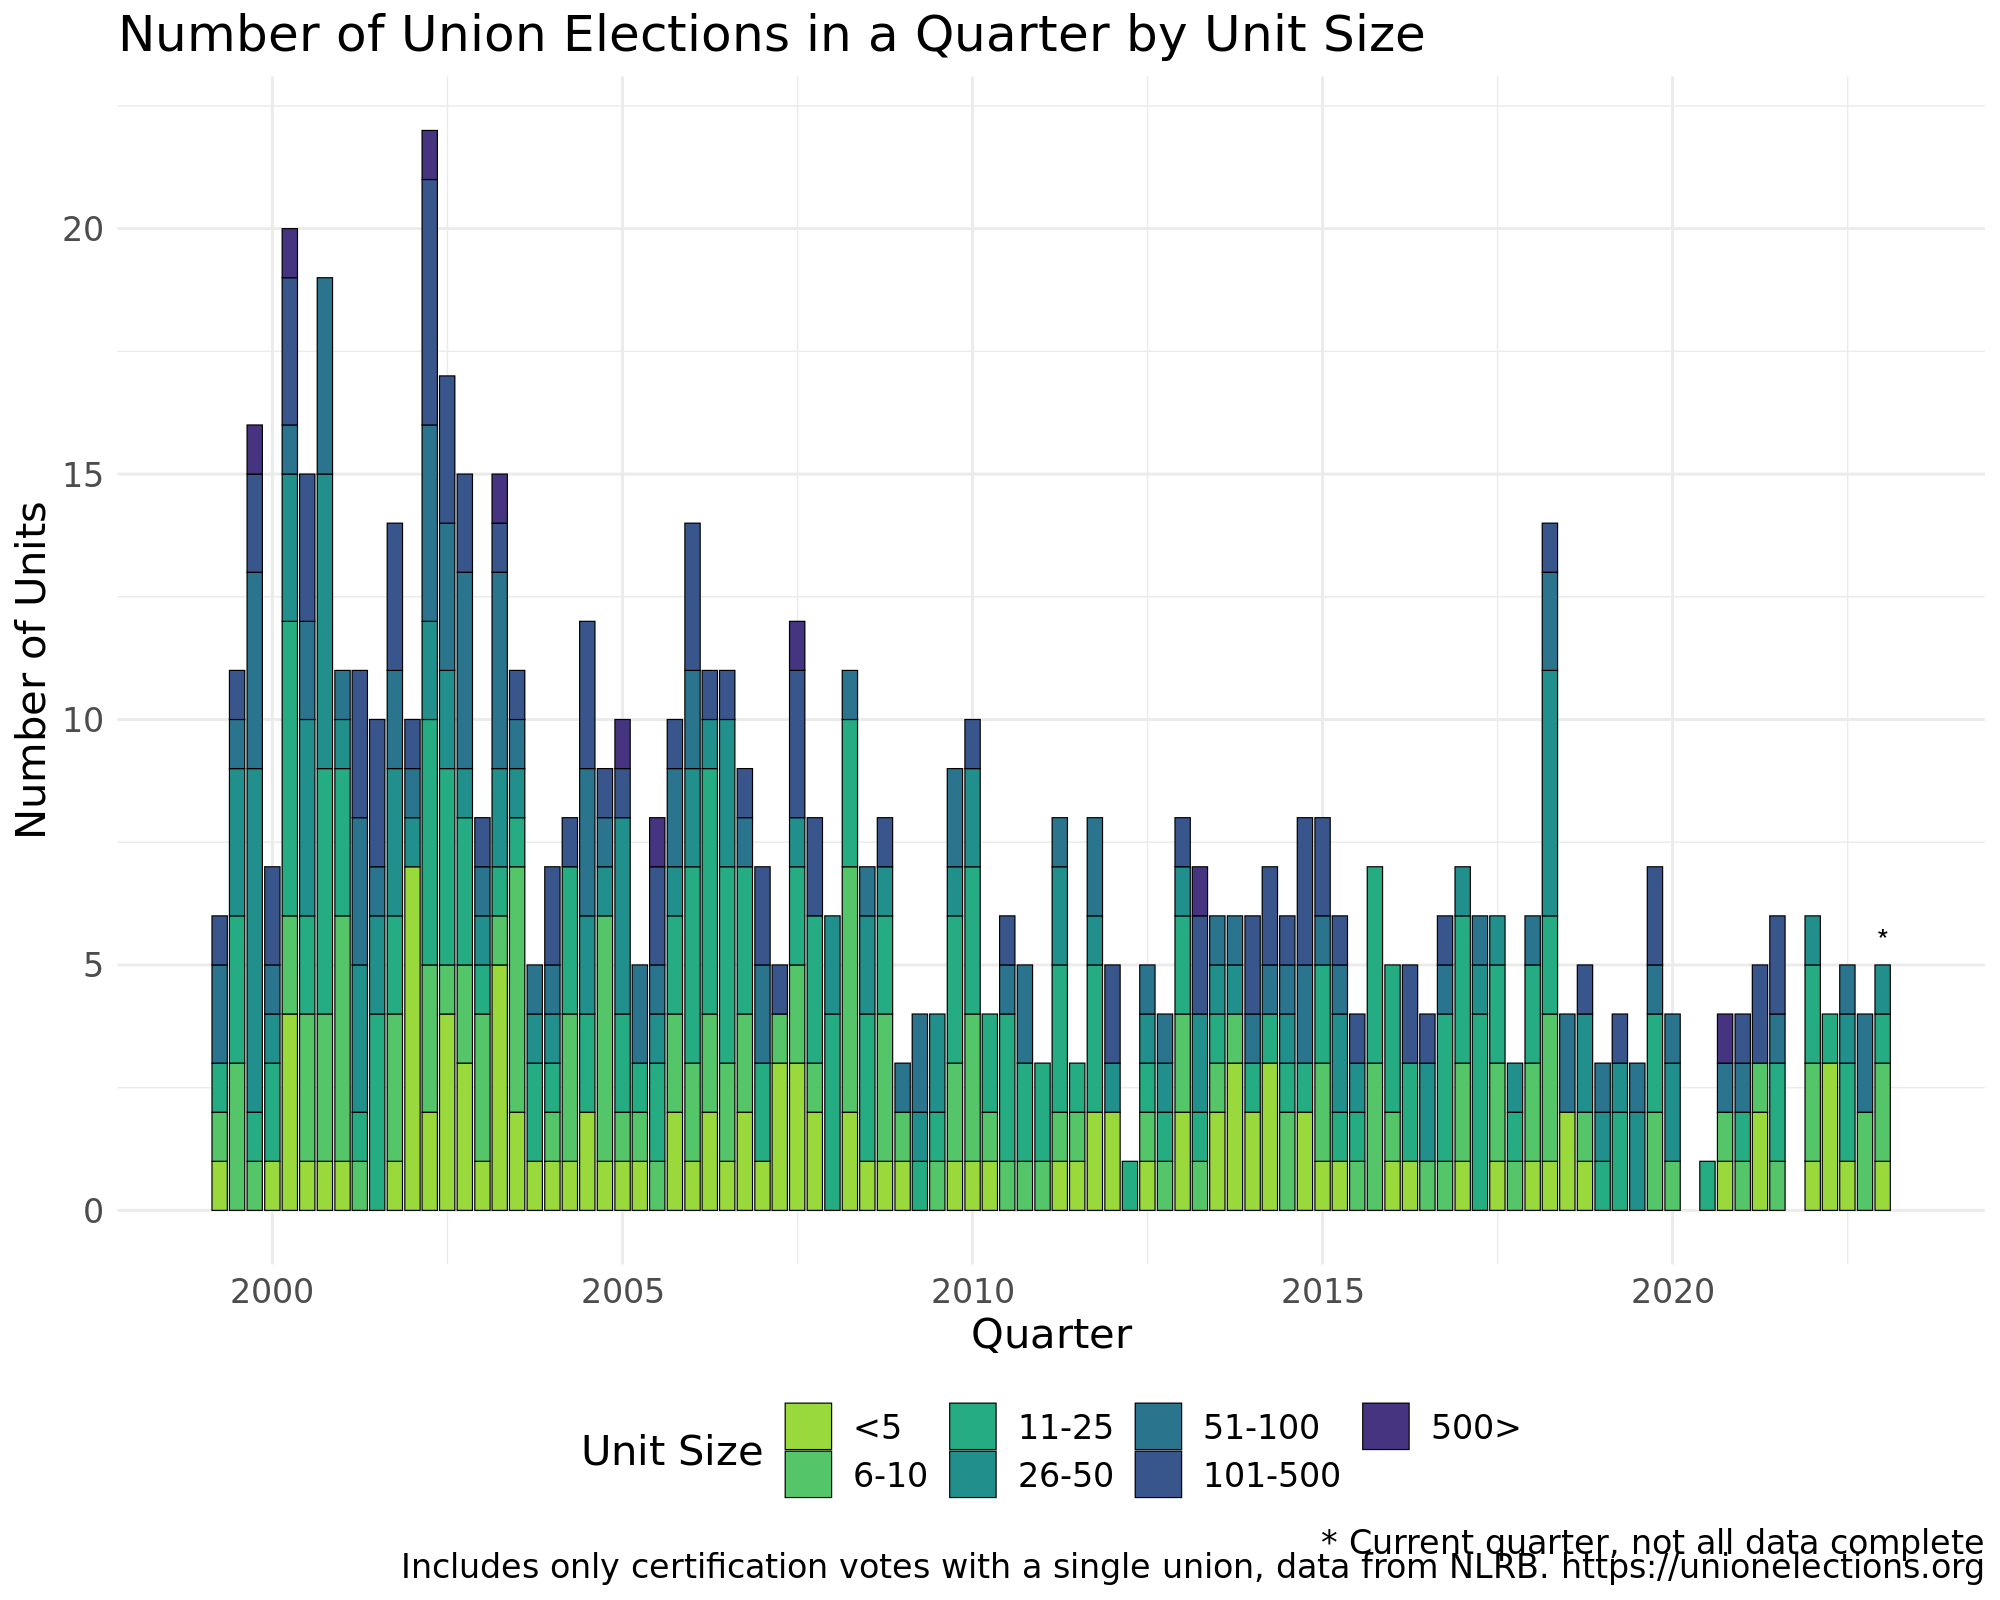 Number of Union Elections in a Quarter by Unit Size
Number of Units
20
15
10
5
0
*
2000 2005 2010 2015 2020
Quarter
Unit Size
<5 11-25 51-100 500>
6-10 26-50 101-500
* Current quarter, not all data complete
Includes only certification votes with a single union, data from NLRB. https://unionelections.org